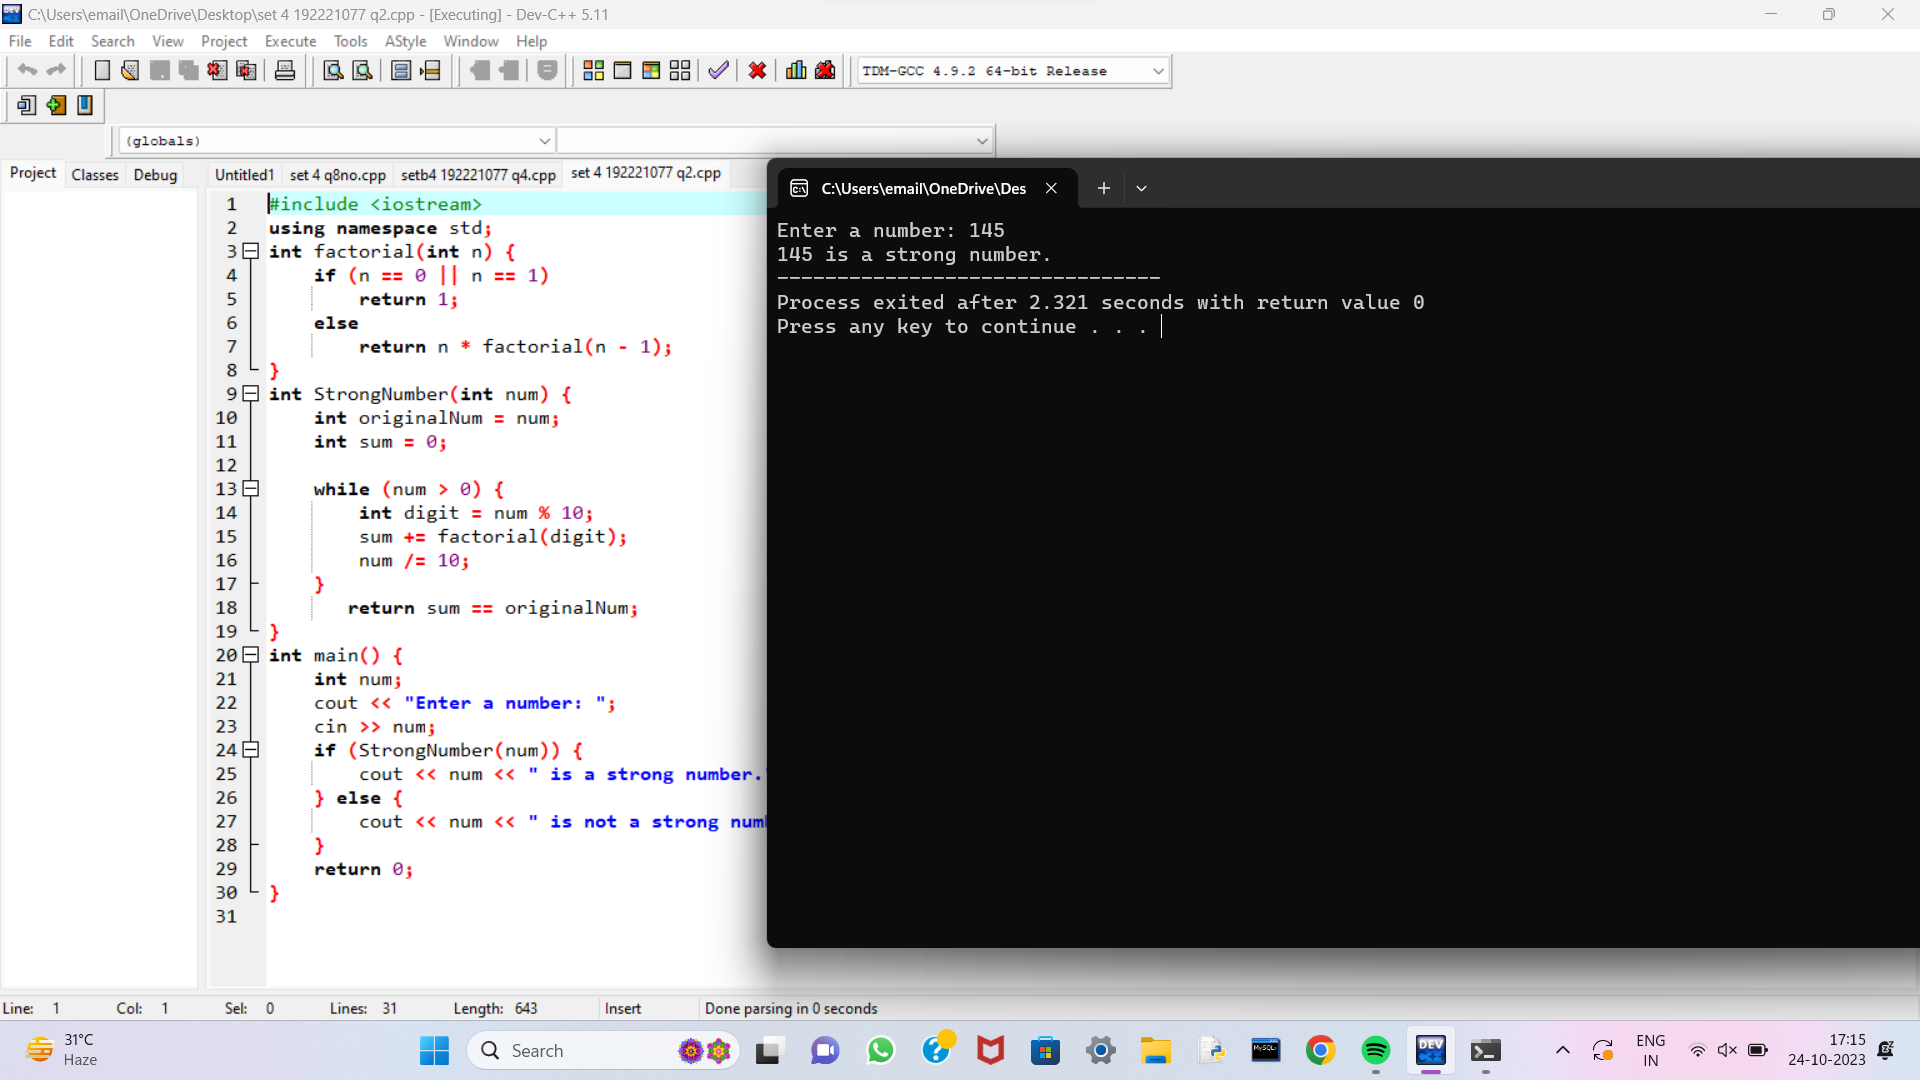 C:\Users\email\OneDrive\Desktop\set 4 192221077 q2.cpp - [Executing] - Dev-C++ 5.11
File Edit Search View Project Execute Tools AStyle Window Help
TDM-GCC 4.9.2 64-bit Release
(globals)
Project Classes Debug
Untitled1 set 4 q8no.cpp setb4 192221077 q4.cpp set 4 192221077 q2.cpp
1 #include <iostream>
2 using namespace std;
3 int factorial(int n) {
4 if (n == 0 || n == 1)
5 return 1;
6 else
7 return n * factorial(n - 1);
8 }
9 int StrongNumber(int num) {
10 int originalNum = num;
11 int sum = 0;
12
13 while (num > 0) {
14 int digit = num % 10;
15 sum += factorial(digit);
16 num /= 10;
17 }
18 return sum == originalNum;
19 }
20 int main() {
21 int num;
22 cout << "Enter a number: ";
23 cin >> num;
24 if (StrongNumber(num)) {
25 cout << num << " is a strong number.
26 } else {
27 cout << num << " is not a strong num
28 }
29 return 0;
30 }
31
C:\Users\email\OneDrive\Des
Enter a number: 145
145 is a strong number.
--------------------------------
Process exited after 2.321 seconds with return value 0
Press any key to continue . . .
Line: 1 Col: 1 Sel: 0 Lines: 31 Length: 643 Insert Done parsing in 0 seconds
31°C
Haze
Search
MySQL
DEV
C++
ENG
IN
17:15
24-10-2023